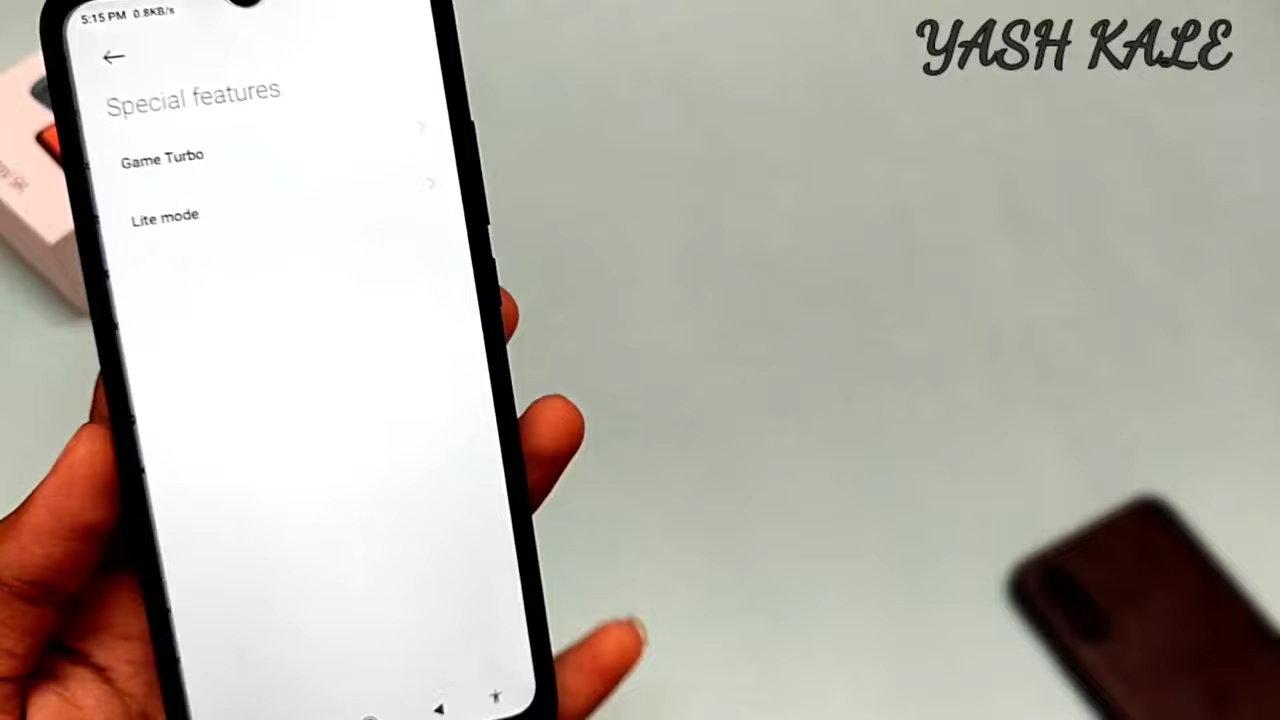 5:15 PM 0.8KB/s
YASH KALE
Special features
Game Turbo
Lite mode